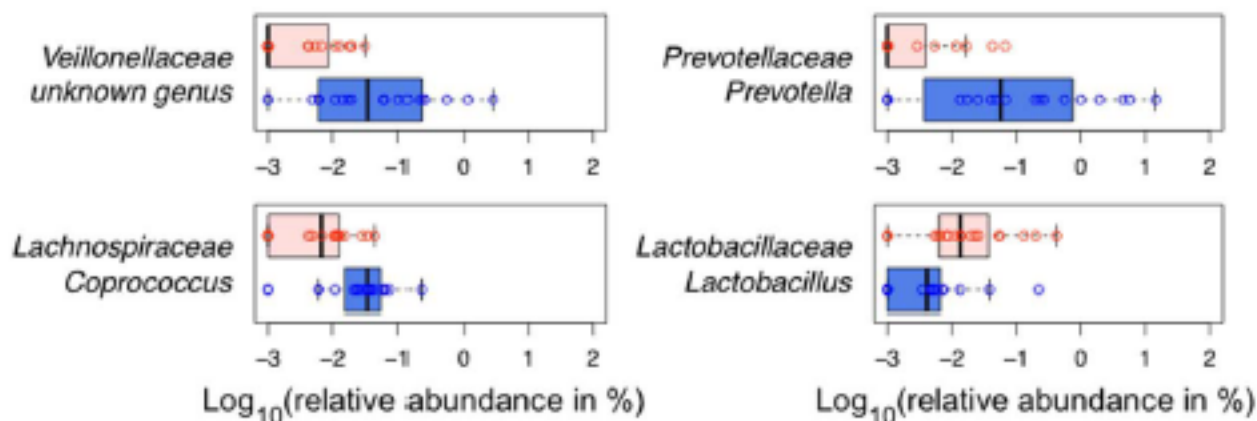 Veillonellaceae
unknown genus
-3 -2 -1 0 1 2
Prevotellaceae
Prevotella
-3 -2 -1 0 1 2
Lachnospiraceae
Coprococcus
-3 -2 -1 0 1 2
Log10(relative abundance in %)
Lactobacillaceae
Lactobacillus
-3 -2 -1 0 1 2
Log10(relative abundance in %)